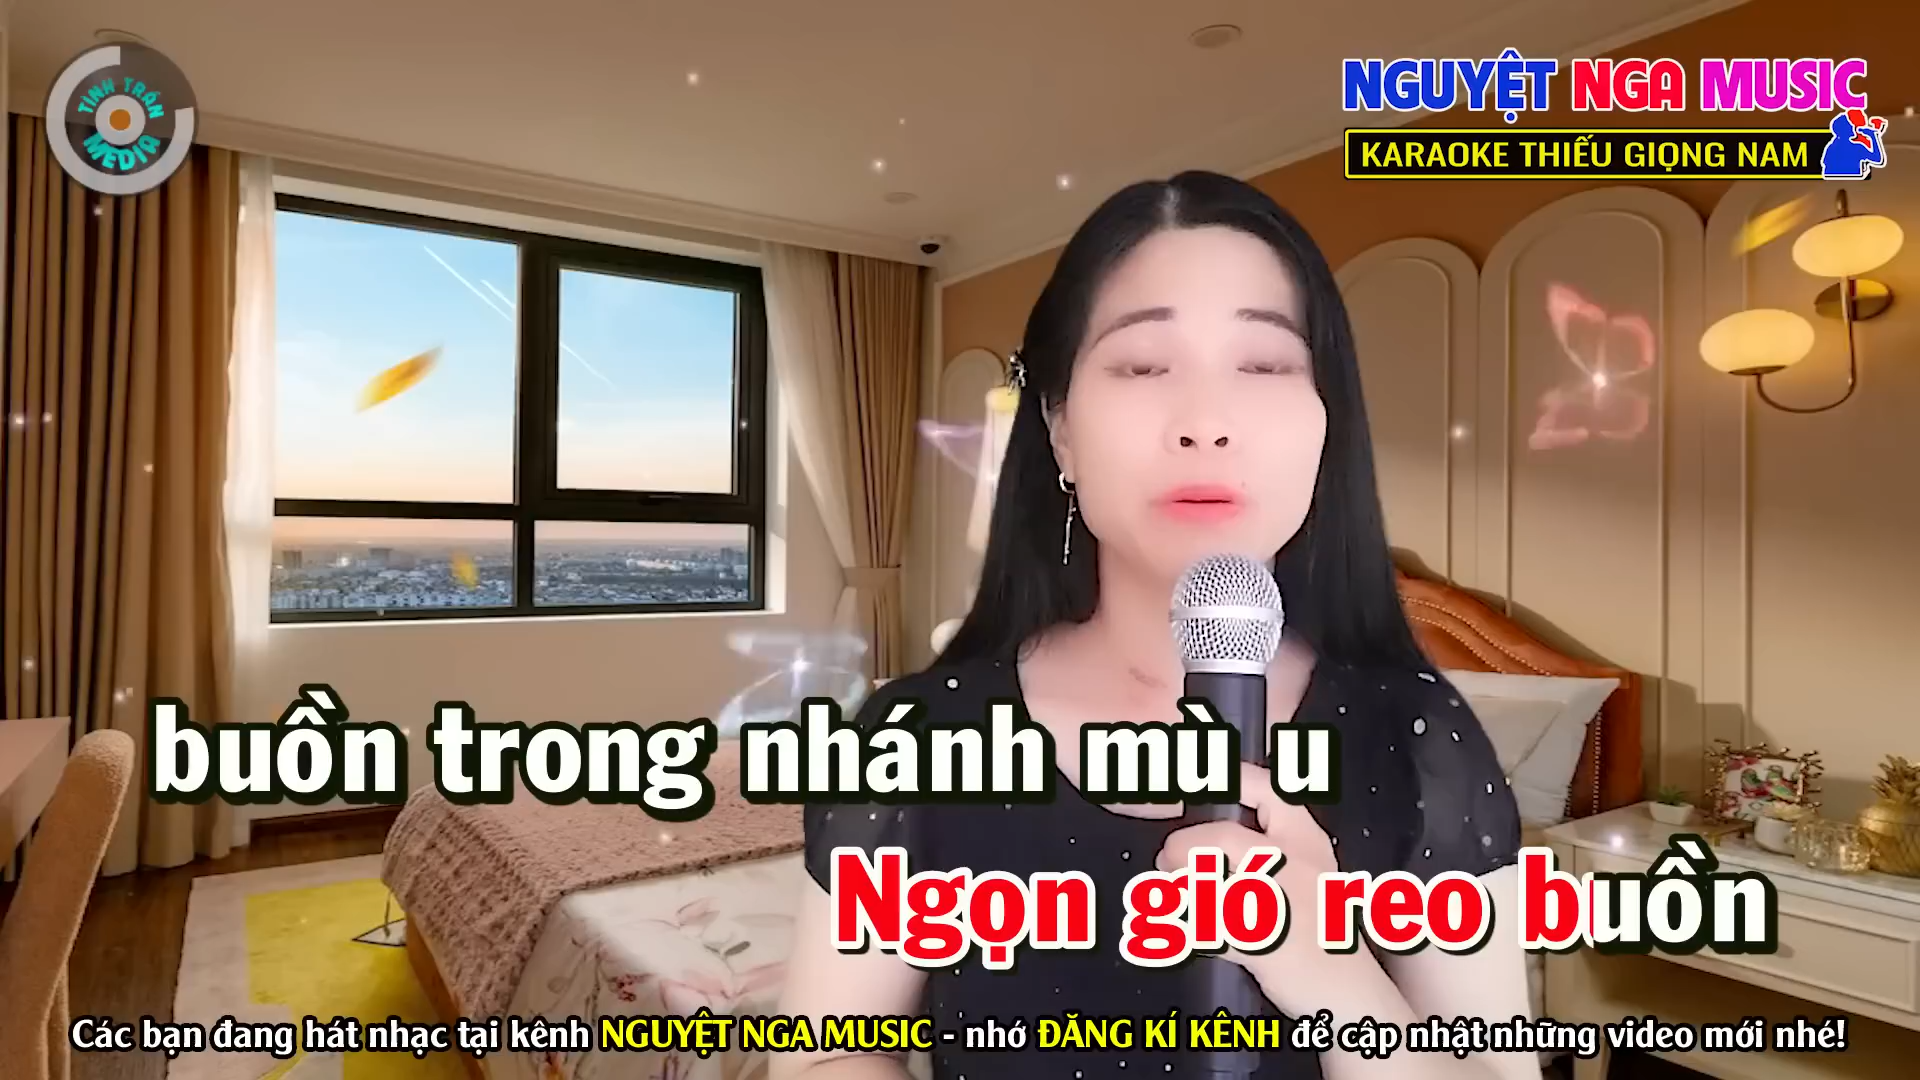 TÌNH TRẦN
MEDIA
NGUYỆT NGA MUSIC
KARAOKE THIẾU GIỌNG NAM
buồn trong nhánh mù u
Ngọn gió reo buồn
Các bạn đang hát nhạc tại kênh NGUYỆT NGA MUSIC - nhớ ĐĂNG KÍ KÊNH để cập nhật những video mới nhé!